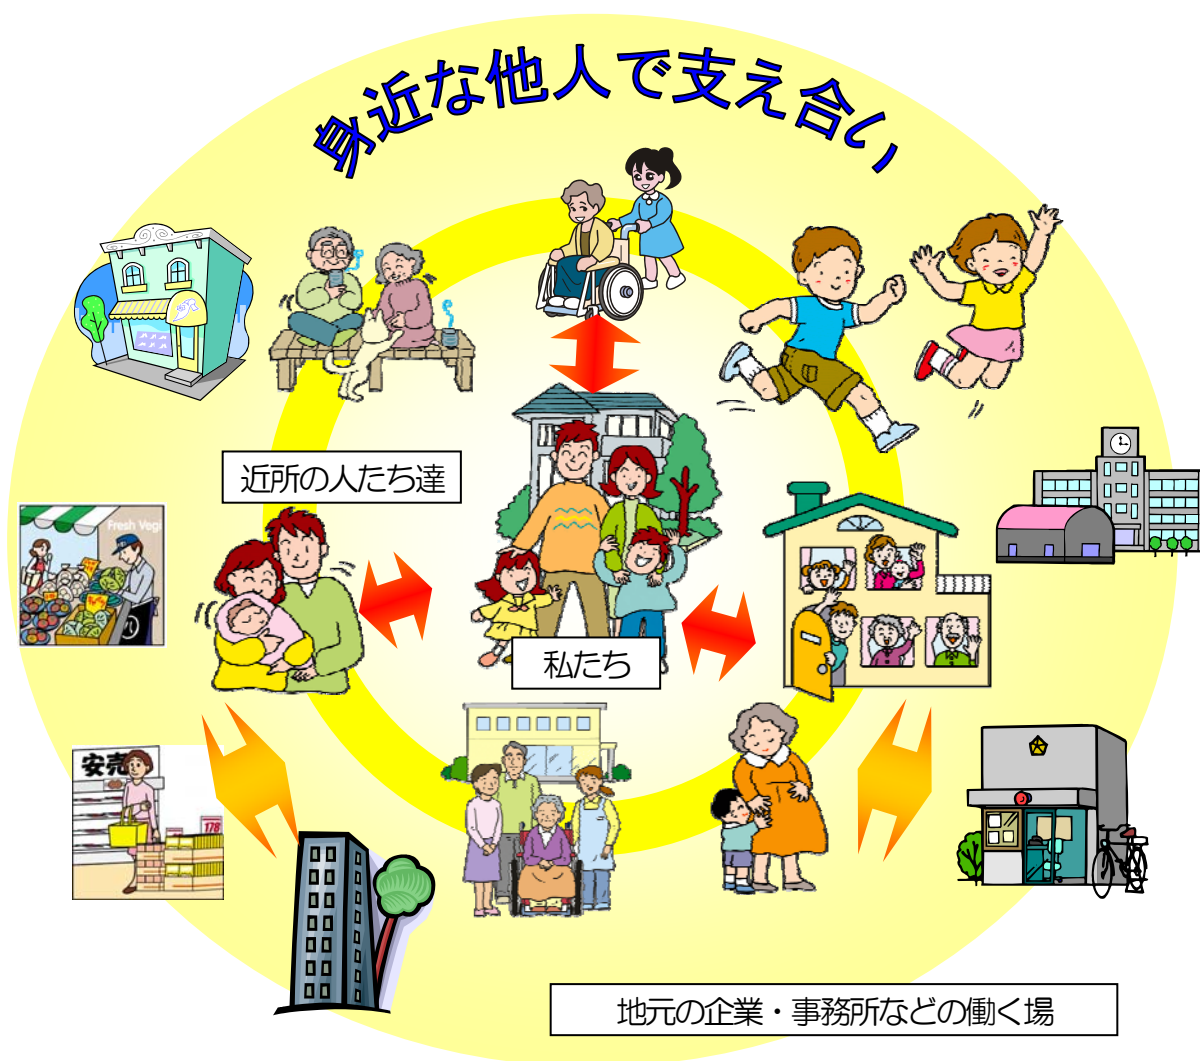 身近な他人で支え合い
近所の人たち達
Fresh Vegi
私たち
安売
178
地元の企業・事務所などの働く場